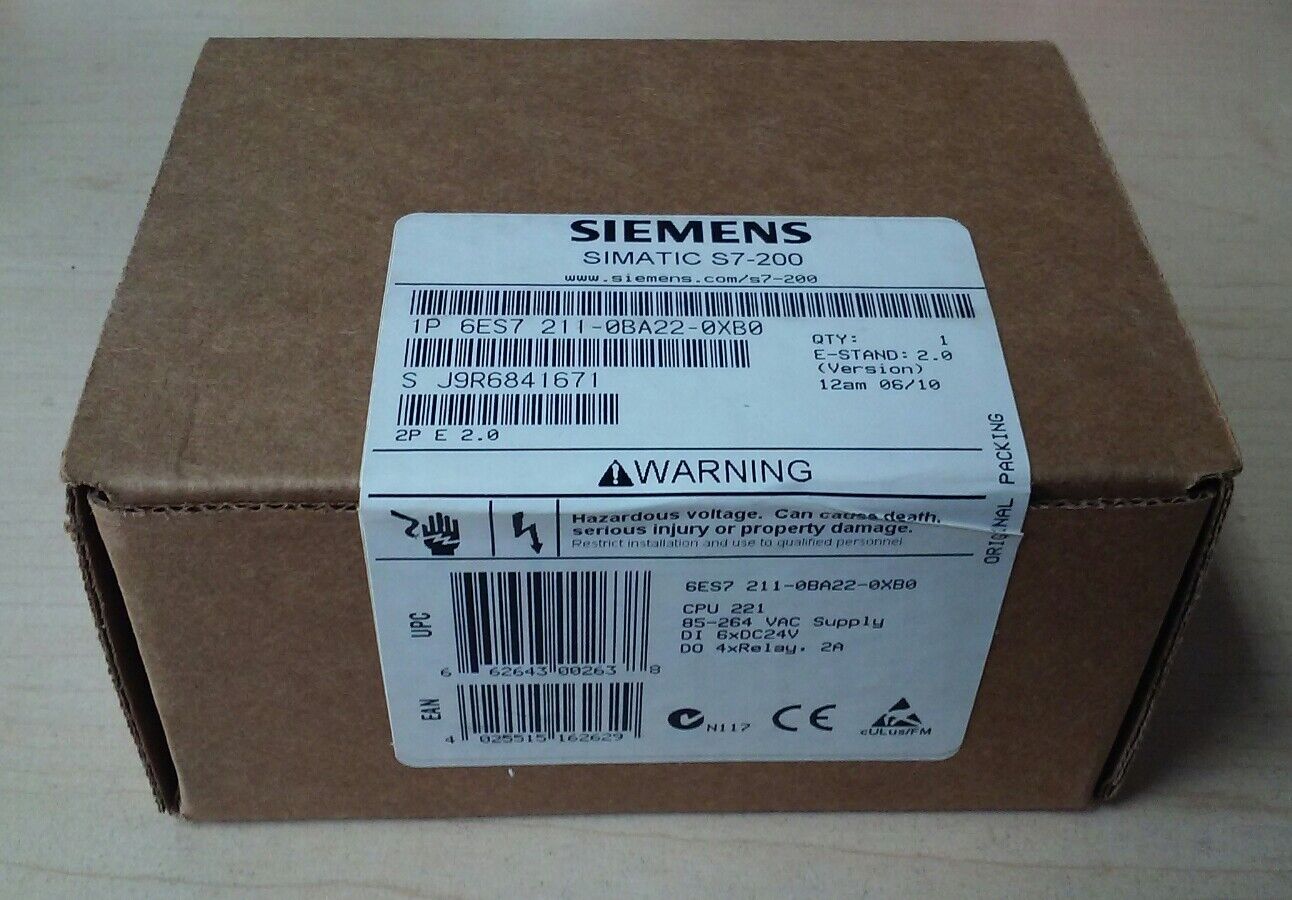 SIEMENS
SIMATIC S7-200
www.siemens.com/s7-200
1P 6ES7 211-0BA22-0XB0
S J9R6841671
2P E 2.0
QTY: 1
E-STAND: 2.0
(Version)
12am 06/10
ORIGINAL PACKING
WARNING
Hazardous voltage. Can cause death,
serious injury or property damage.
Restrict installation and use to qualified personnel
UPC
6 62643 00263 8
EAN
4 025515 162629
6ES7 211-0BA22-0XB0
CPU 221
85-264 VAC Supply
DI 6xDC24V
DO 4xRelay, 2A
N117
CE
cULus/FM